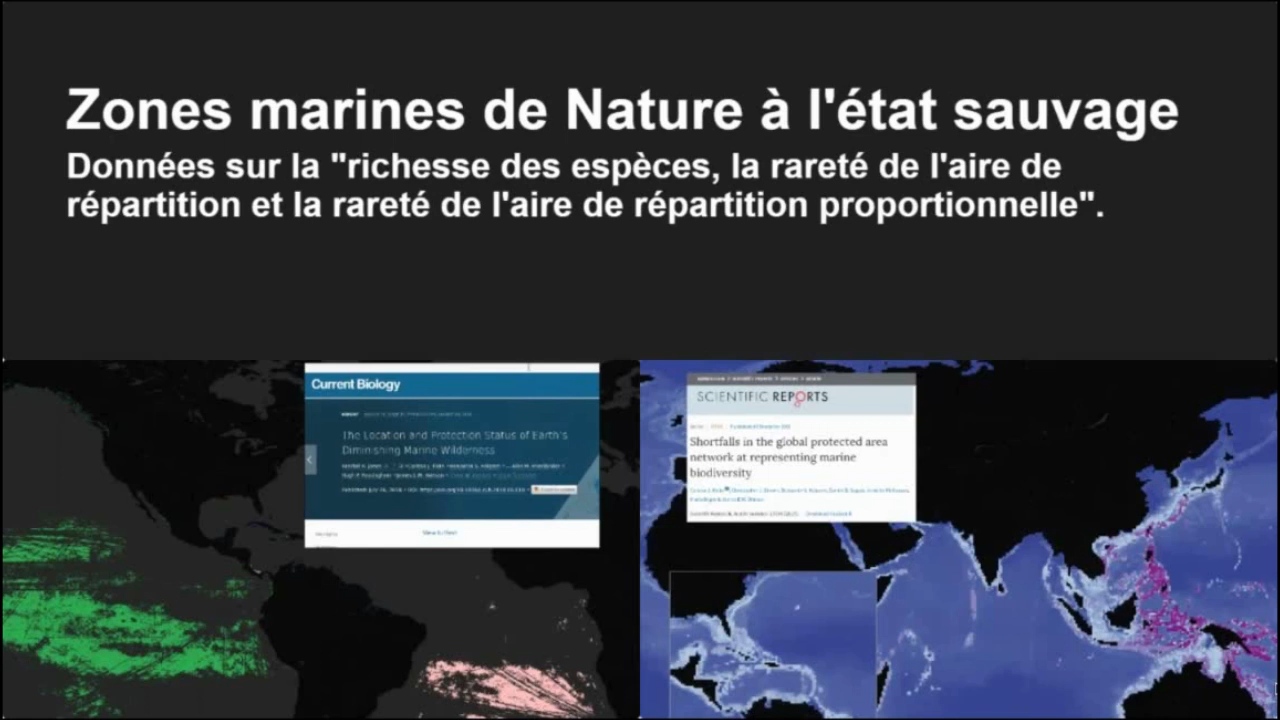 Zones marines de Nature à l'état sauvage
Données sur la "richesse des espèces, la rareté de l'aire de
répartition et la rareté de l'aire de répartition proportionnelle".
Current Biology
The Location and Protection Status of Earth's
Diminishing Marine Wilderness
SCIENTIFIC REPORTS
Shortfalls in the global protected area
network at representing marine
biodiversity